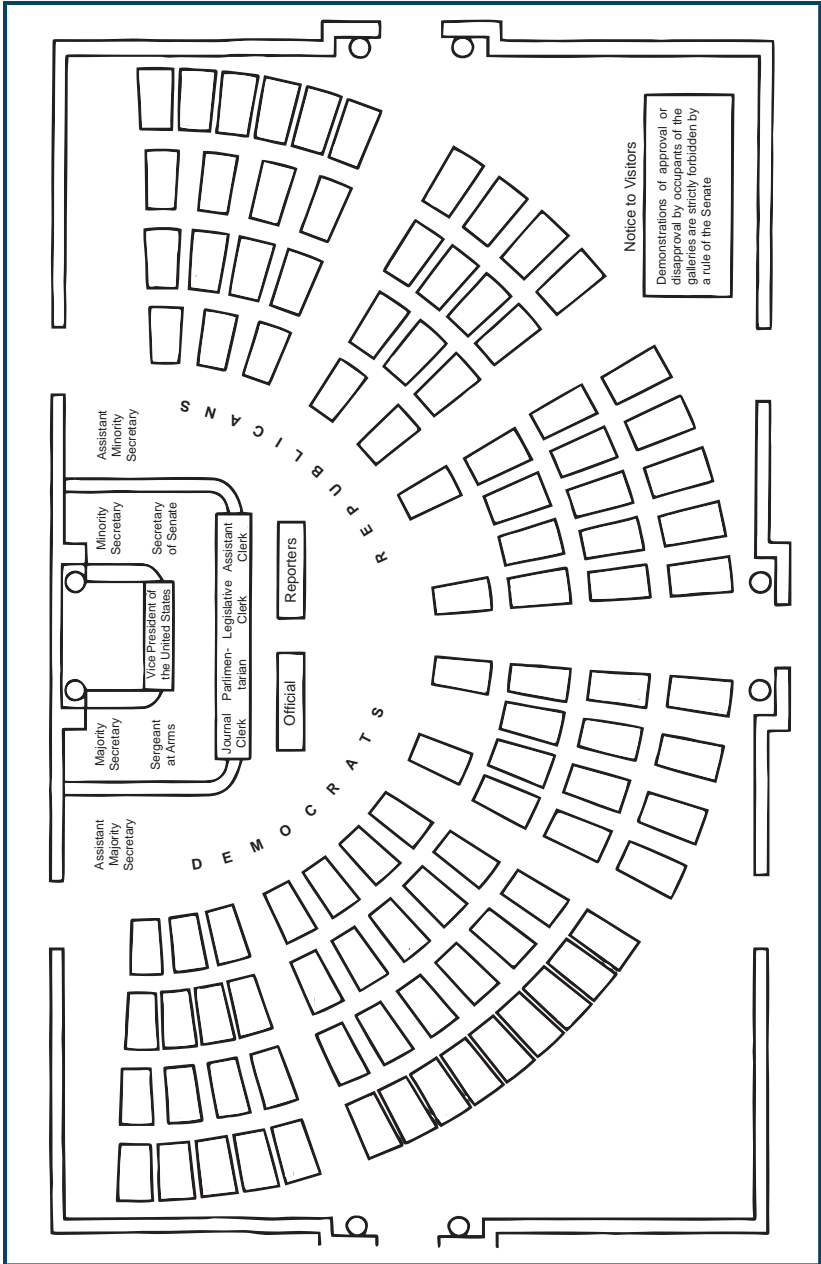 Assistant
Majority
Secretary
Majority
Secretary
Minority
Secretary
Assistant
Minority
Secretary
Sergeant
at Arms
Vice President of
the United States
Secretary
of Senate
Journal
Clerk
Parlimen-
tarian
Legislative
Clerk
Assistant
Clerk
Official
Reporters
DEMOCRATS
REPUBLICANS
Notice to Visitors
Demonstrations of approval or
disapproval by occupants of the
galleries are strictly forbidden by
a rule of the Senate